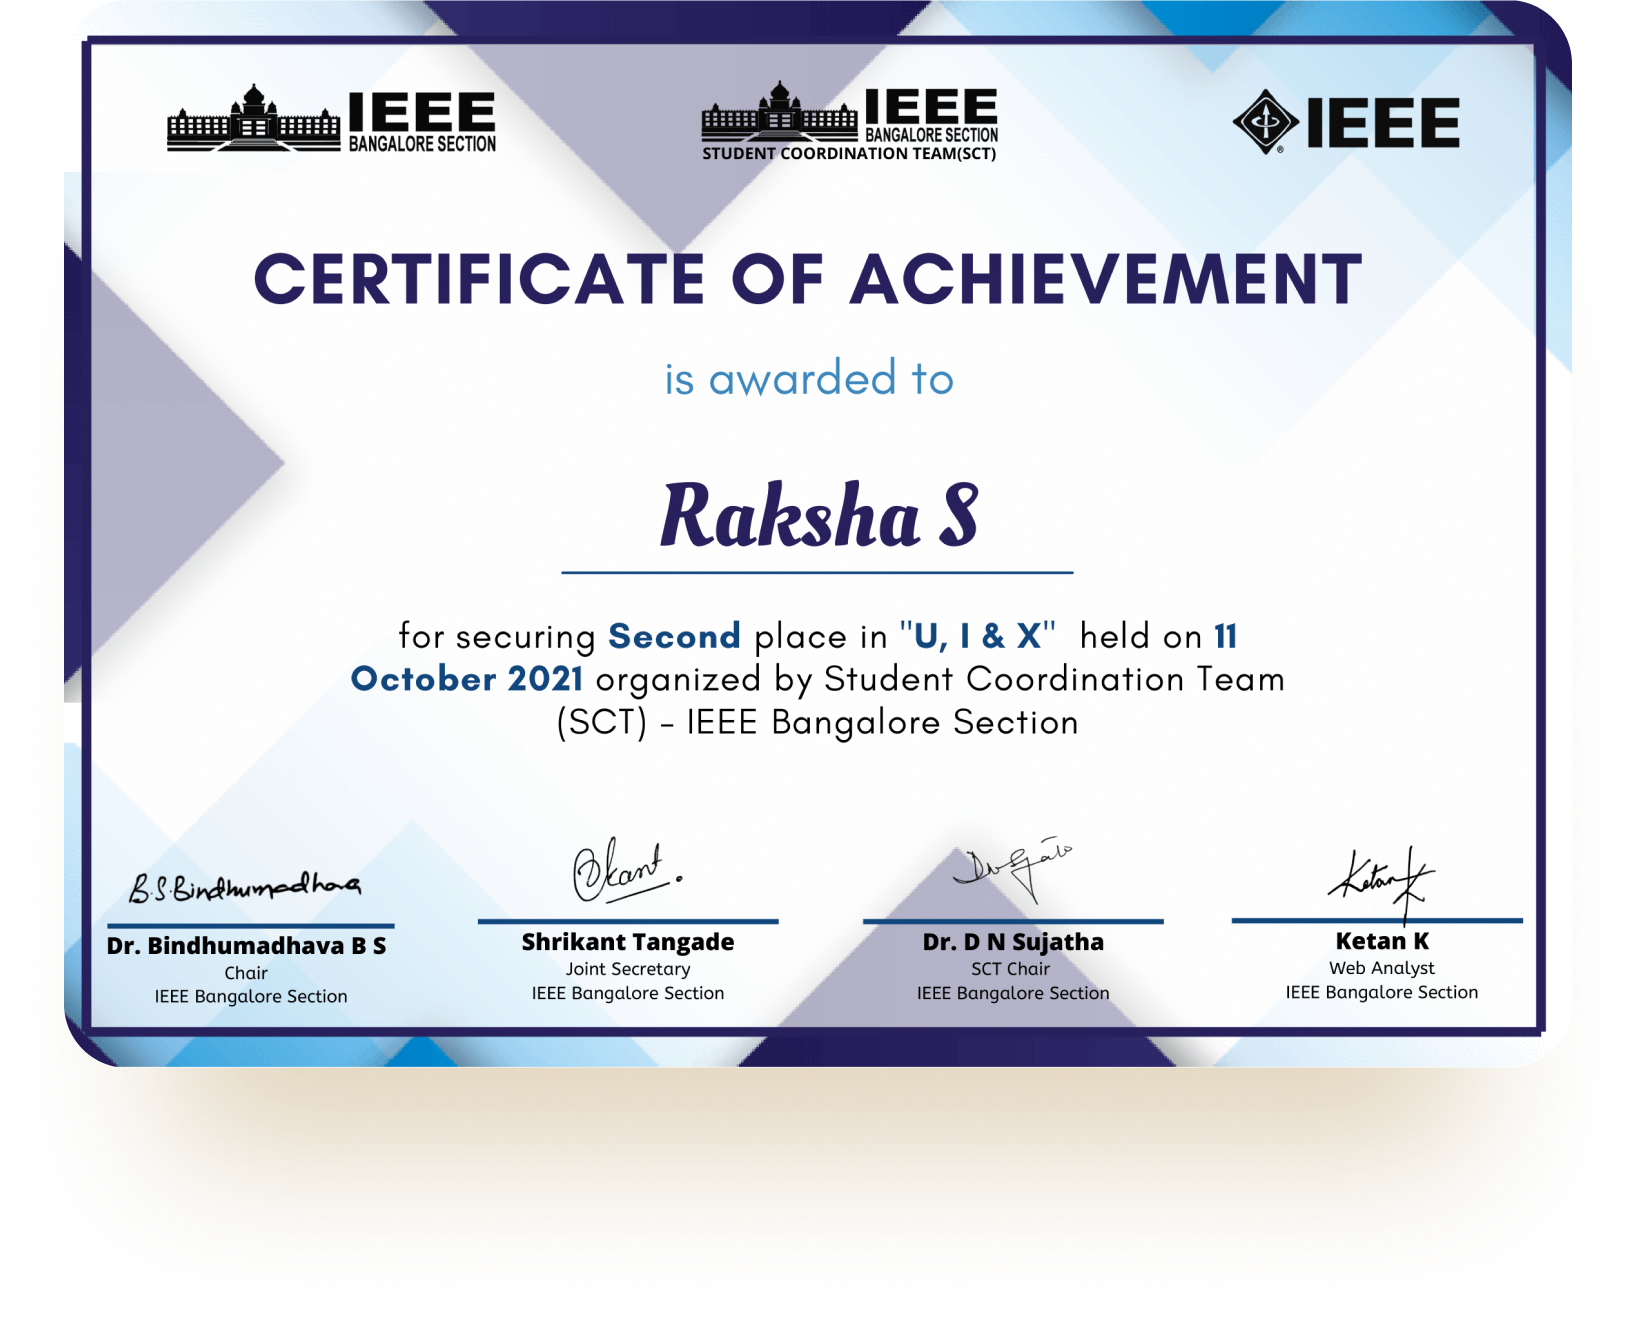 IEEE
BANGALORE SECTION
IEEE
BANGALORE SECTION
STUDENT COORDINATION TEAM(SCT)
IEEE
®
CERTIFICATE OF ACHIEVEMENT
is awarded to
Raksha S
for securing Second place in "U, I & X" held on 11
October 2021 organized by Student Coordination Team
(SCT) - IEEE Bangalore Section
B.S.Bindhumadhava
Dr. Bindhumadhava B S
Chair
IEEE Bangalore Section
Shrikant Tangade
Joint Secretary
IEEE Bangalore Section
Dr. D N Sujatha
SCT Chair
IEEE Bangalore Section
Ketan K
Ketan K
Web Analyst
IEEE Bangalore Section